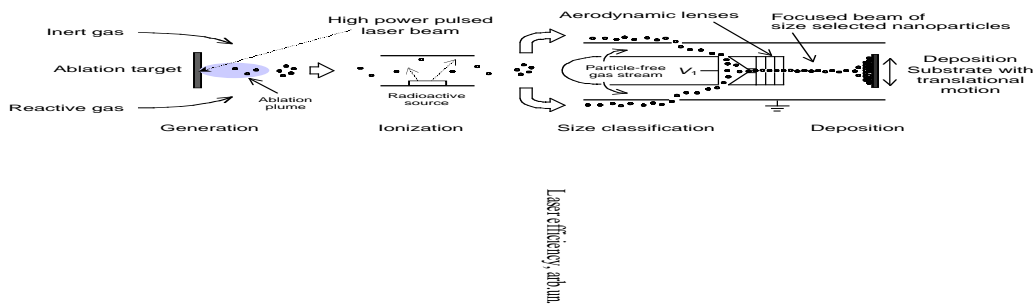 Inert gas
Ablation target
Reactive gas
High power pulsed
laser beam
Ablation
plume
Generation
Radioactive
source
Ionization
Particle-free
gas stream
V1
Size classification
Aerodynamic lenses
Focused beam of
size selected nanoparticles
Deposition
Substrate with
translational
motion
Deposition
Laser efficiency, arb.un.